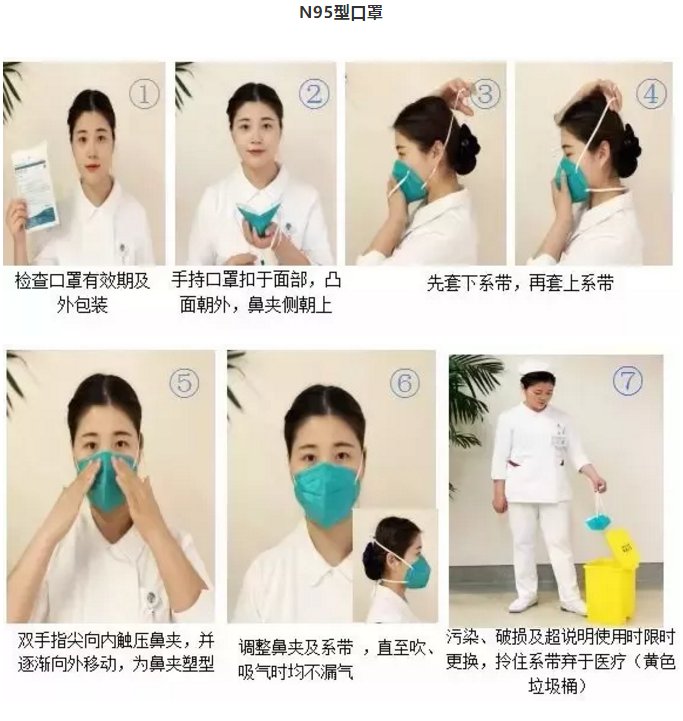 N95型口罩
①
②
③
④
检查口罩有效期及
外包装
手持口罩扣于面部，凸
面朝外，鼻夹侧朝上
先套下系带，再套上系带
⑤
⑥
⑦
双手指尖向内触压鼻夹，并
逐渐向外移动，为鼻夹塑型
调整鼻夹及系带 ，直至吹、
吸气时均不漏气
污染、破损及超说明使用时限时
更换，拎住系带弃于医疗（黄色
垃圾桶）